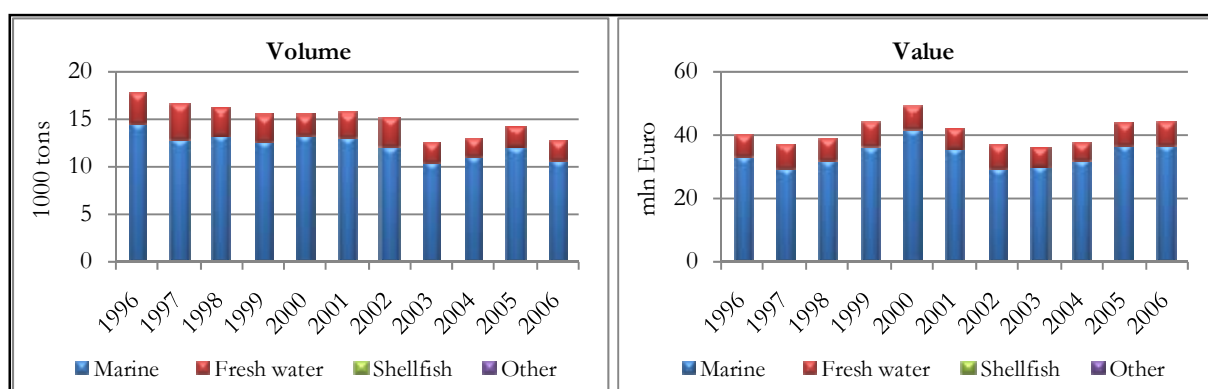 Volume
1000 tons
20
15
10
5
0
1996 1997 1998 1999 2000 2001 2002 2003 2004 2005 2006
Marine Fresh water Shellfish Other
Value
mln Euro
60
40
20
0
1996 1997 1998 1999 2000 2001 2002 2003 2004 2005 2006
Marine Fresh water Shellfish Other